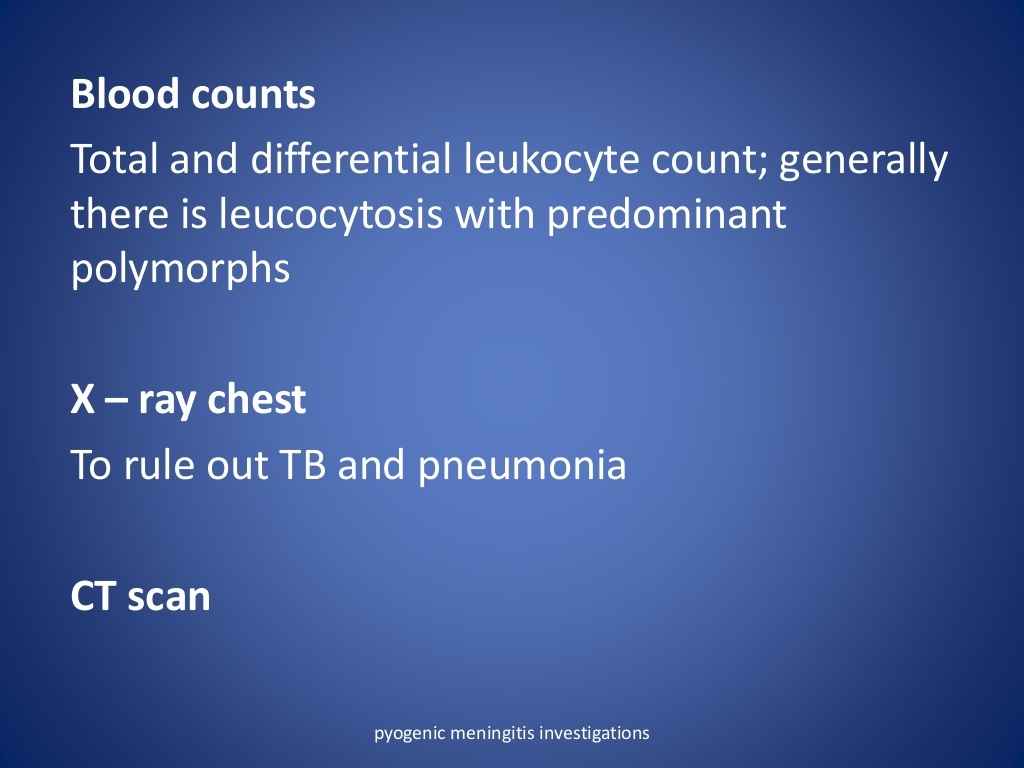 Blood counts
Total and differential leukocyte count; generally
there is leucocytosis with predominant
polymorphs
X – ray chest
To rule out TB and pneumonia
CT scan
pyogenic meningitis investigations